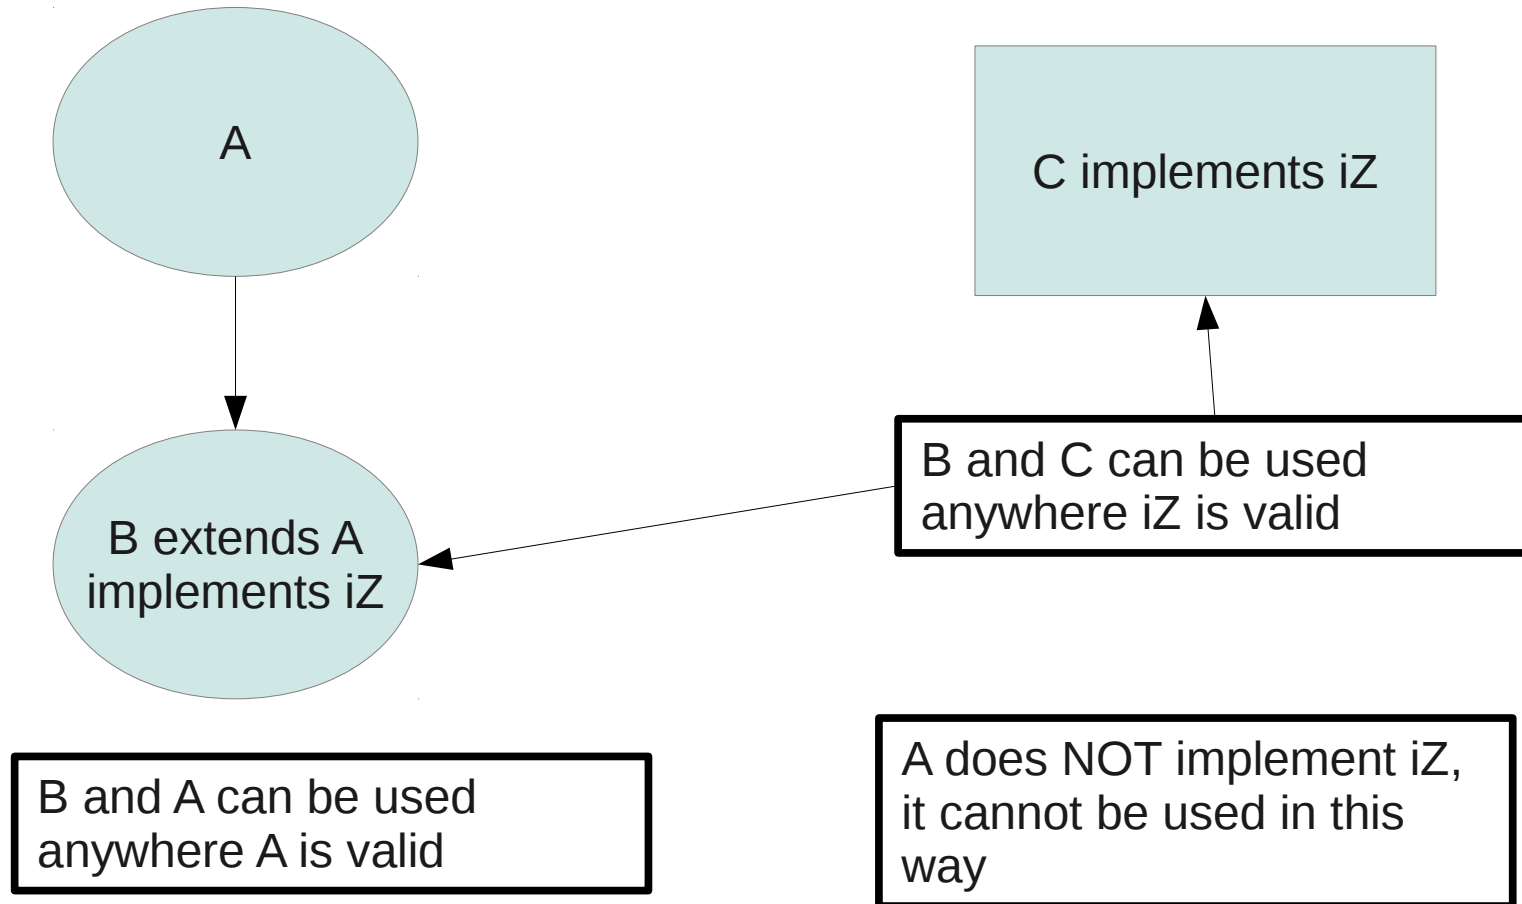 A
C implements iZ
B and C can be used
anywhere iZ is valid
B extends A
implements iZ
B and A can be used
anywhere A is valid
A does NOT implement iZ,
it cannot be used in this
way